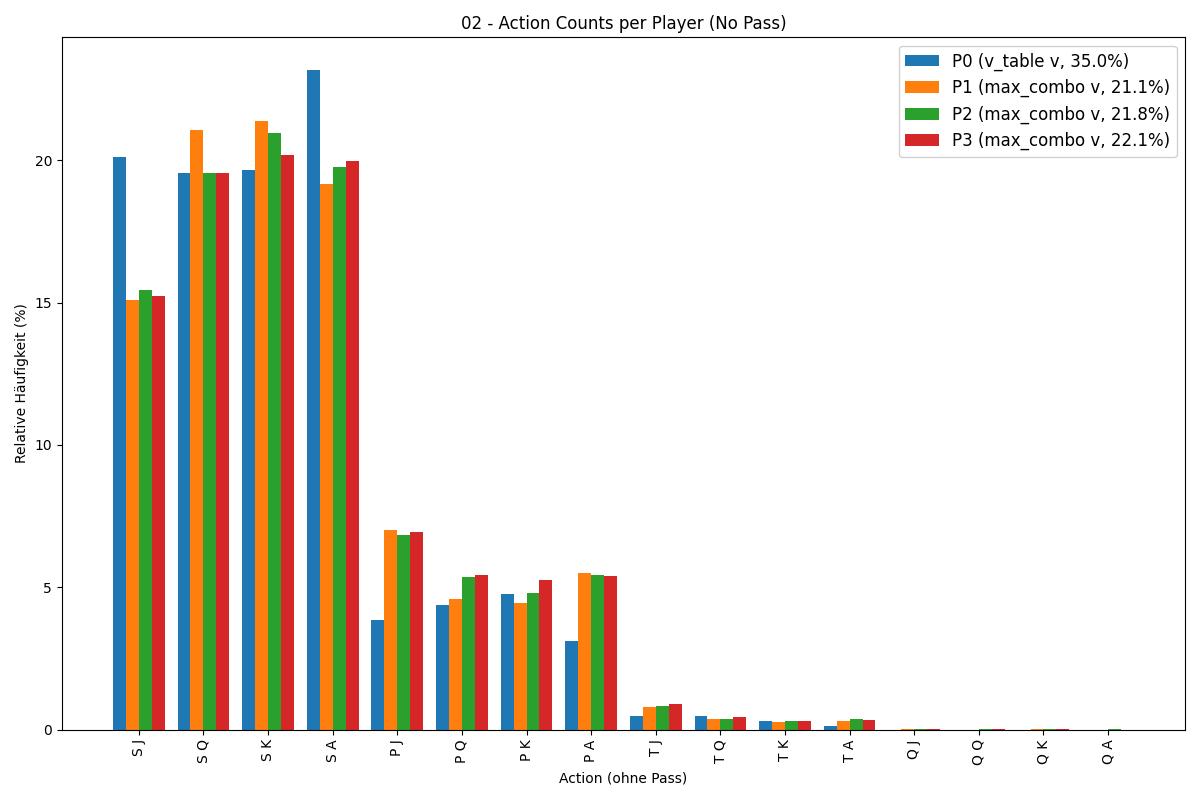 02 - Action Counts per Player (No Pass)
P0 (v_table v, 35.0%)
P1 (max_combo v, 21.1%)
P2 (max_combo v, 21.8%)
P3 (max_combo v, 22.1%)
Relative Häufigkeit (%)
20
15
10
5
0
S J
S Q
S K
S A
P J
P Q
P K
P A
T J
T Q
T K
T A
Q J
Q Q
Q K
Q A
Action (ohne Pass)